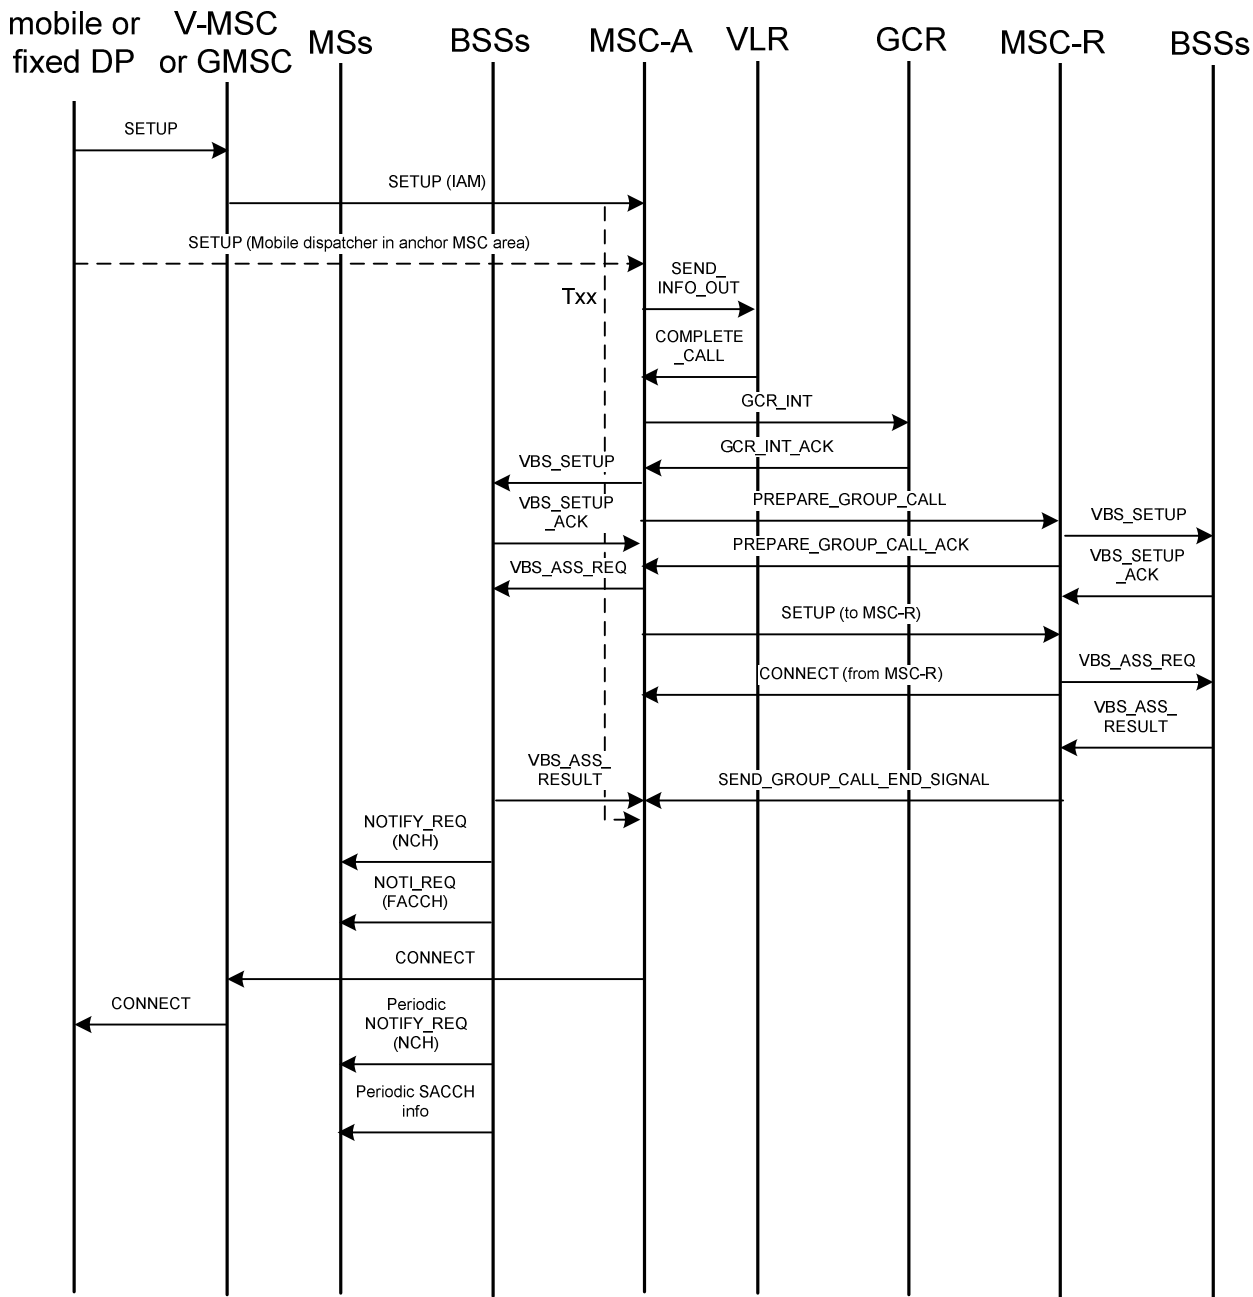 mobile or
fixed DP
V-MSC
or GMSC
MSs
BSSs
MSC-A
VLR
GCR
MSC-R
BSSs
SETUP
SETUP (IAM)
SETUP (Mobile dispatcher in anchor MSC area)
SEND_
INFO_OUT
Txx
COMPLETE
_CALL
GCR_INT
GCR_INT_ACK
VBS_SETUP
PREPARE_GROUP_CALL
VBS_SETUP
VBS_SETUP
_ACK
PREPARE_GROUP_CALL_ACK
VBS_SETUP
_ACK
VBS_ASS_REQ
SETUP (to MSC-R)
VBS_ASS_REQ
CONNECT (from MSC-R)
VBS_ASS_
RESULT
VBS_ASS_
RESULT
SEND_GROUP_CALL_END_SIGNAL
NOTIFY_REQ
(NCH)
NOTI_REQ
(FACCH)
CONNECT
CONNECT
Periodic
NOTIFY_REQ
(NCH)
Periodic SACCH
info